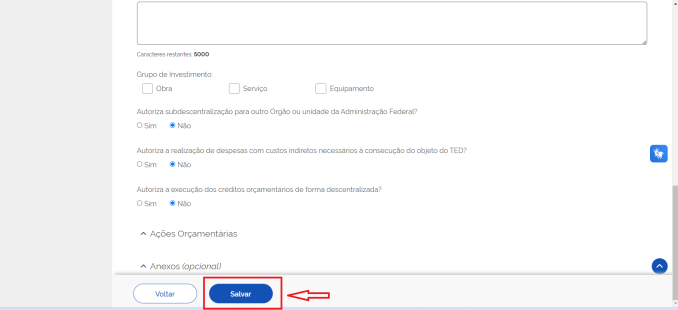 Caracteres restantes: 5000
Grupo de Investimento:
Obra Serviço Equipamento
Autoriza subdescentralização para outro Órgão ou unidade da Administração Federal?
Sim Não
Autoriza a realização de despesas com custos indiretos necessários à consecução do objeto do TED?
Sim Não
Autoriza a execução dos créditos orçamentários de forma descentralizada?
Sim Não
Ações Orçamentárias
Anexos (opcional)
Voltar Salvar